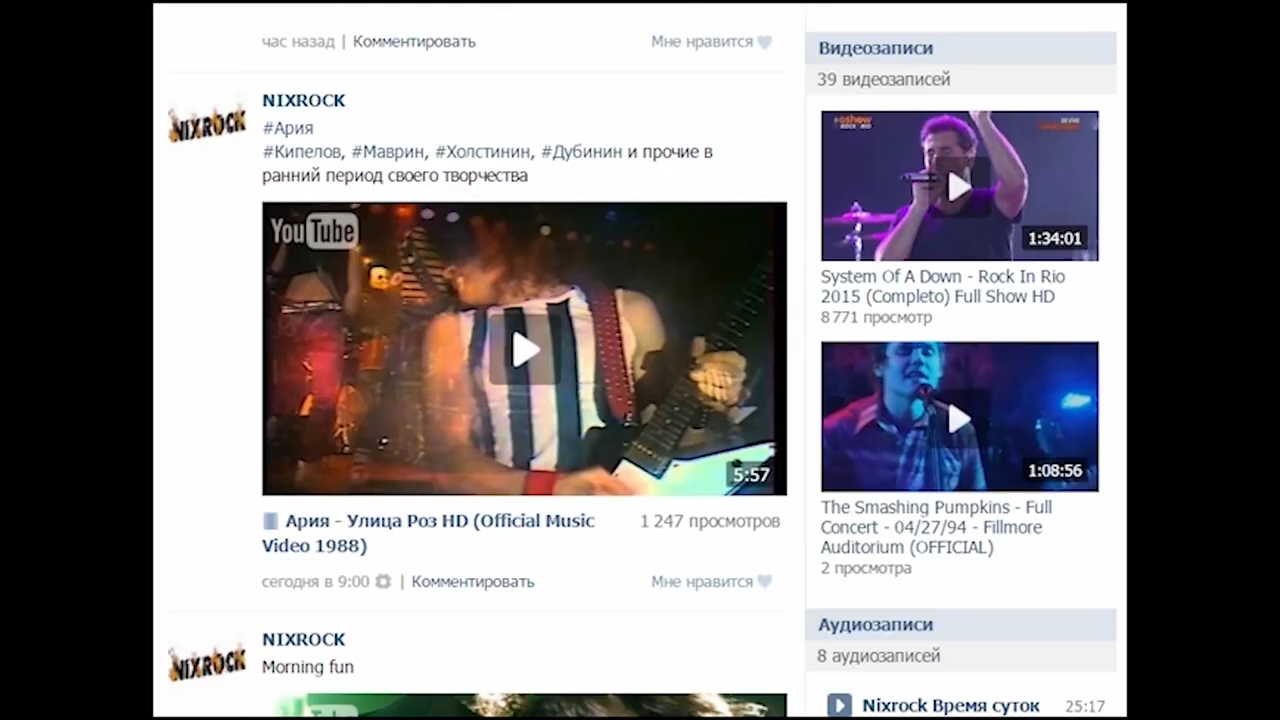 час назад | Комментировать
Мне нравится
NIXROCK
NIXROCK
#Ария
#Кипелов, #Маврин, #Холстинин, #Дубинин и прочие в
ранний период своего творчества
YouTube
5:57
Ария - Улица Роз HD (Official Music
Video 1988)
1 247 просмотров
сегодня в 9:00 | Комментировать
Мне нравится
NIXROCK
NIXROCK
Morning fun
Tube
Видеозаписи
39 видеозаписей
1:34:01
System Of A Down - Rock In Rio
2015 (Completo) Full Show HD
8 771 просмотр
1:08:56
The Smashing Pumpkins - Full
Concert - 04/27/94 - Fillmore
Auditorium (OFFICIAL)
2 просмотра
Аудиозаписи
8 аудиозаписей
Nixrock Время суток
25:17